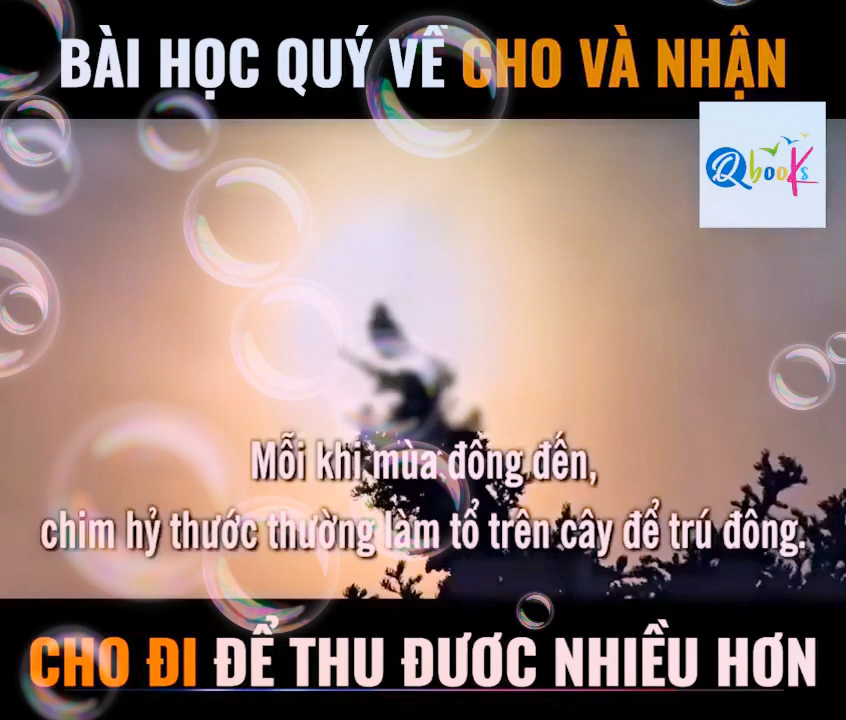 BÀI HỌC QUÝ VỀ CHO VÀ NHẬN
Qbooks
Mỗi khi mùa đông đến,
chim hỷ thước thường làm tổ trên cây để trú đông.
CHO ĐI ĐỂ THU ĐƯƠC NHIỀU HƠN